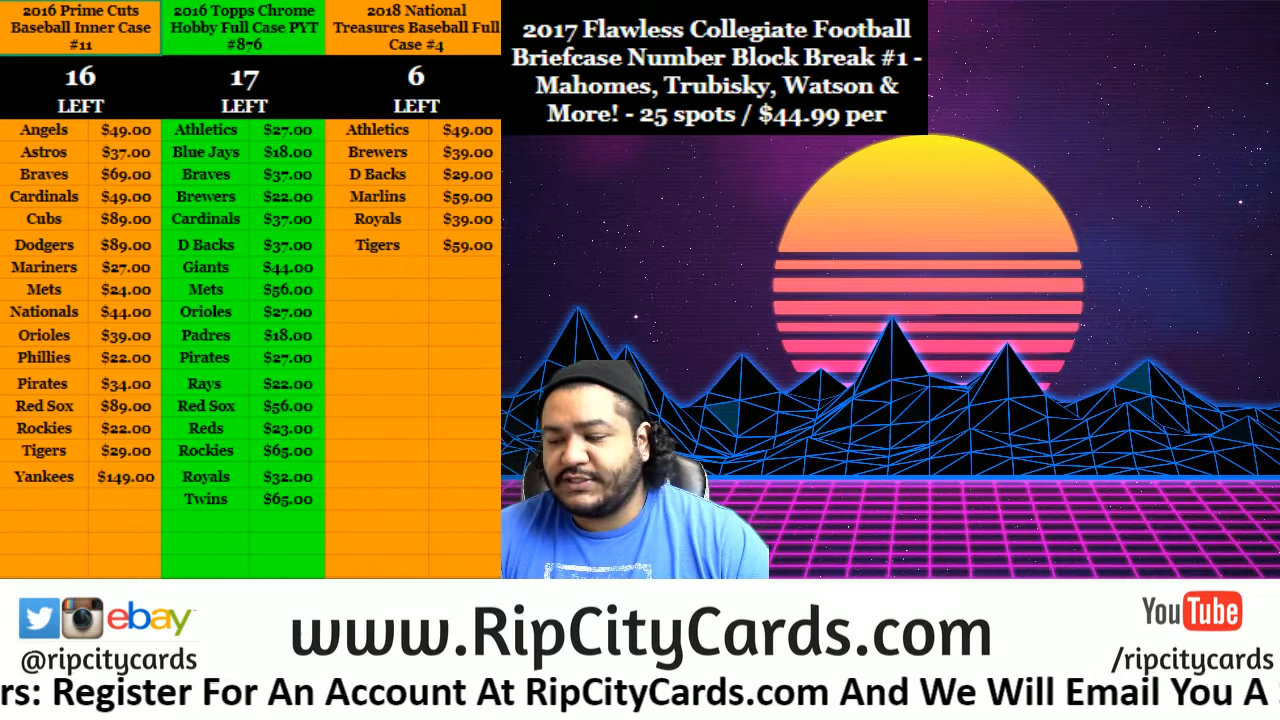 2016 Prime Cuts
Baseball Inner Case
#11
16
LEFT
Angels $49.00
Astros $37.00
Braves $69.00
Cardinals $49.00
Cubs $89.00
Dodgers $89.00
Mariners $27.00
Mets $24.00
Nationals $44.00
Orioles $39.00
Phillies $22.00
Pirates $34.00
Red Sox $89.00
Rockies $22.00
Tigers $29.00
Yankees $149.00
2016 Topps Chrome
Hobby Full Case PYT
#876
17
LEFT
Athletics $27.00
Blue Jays $18.00
Braves $37.00
Brewers $22.00
Cardinals $37.00
D Backs $37.00
Giants $44.00
Mets $56.00
Orioles $27.00
Padres $18.00
Pirates $27.00
Rays $22.00
Red Sox $56.00
Reds $23.00
Rockies $65.00
Royals $32.00
Twins $65.00
2018 National
Treasures Baseball Full
Case #4
6
LEFT
Athletics $49.00
Brewers $39.00
D Backs $29.00
Marlins $59.00
Royals $39.00
Tigers $59.00
2017 Flawless Collegiate Football
Briefcase Number Block Break #1 -
Mahomes, Trubisky, Watson &
More! - 25 spots / $44.99 per
ebay
@ripcitycards
www.RipCityCards.com
YouTube
/ripcitycards
rs: Register For An Account At RipCityCards.com And We Will Email You A